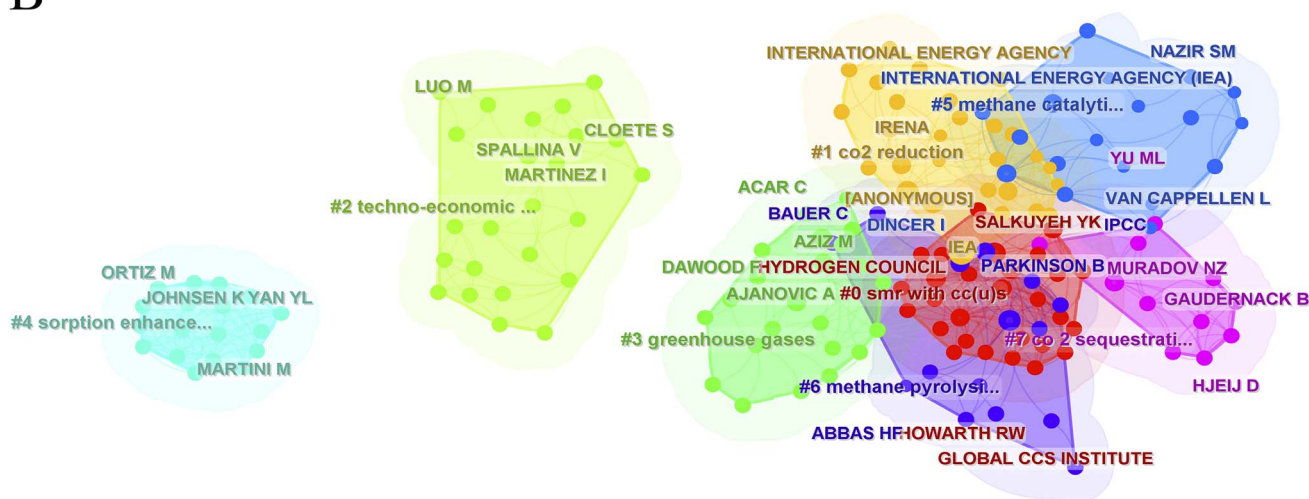 B
INTERNATIONAL ENERGY AGENCY
NAZIR SM
LUO M
INTERNATIONAL ENERGY AGENCY (IEA)
#5 methane catalyti...
CLOETE S
IRENA
SPALLINA V
#1 co2 reduction
YU ML
MARTINEZ I
ACAR C
[ANONYMOUS]
VAN CAPPELLEN L
#2 techno-economic ...
BAUER C
DINCER I
SALKUYEH YK
IPCC
AZIZ M
IEA
ORTIZ M
DAWOOD F
HYDROGEN COUNCIL
PARKINSON B
MURADOV NZ
JOHNSEN K
YAN YL
AJANOVIC A
#0 smr with cc(u)s
GAUDERNACK B
#4 sorption enhance...
#3 greenhouse gases
#7 co 2 sequestrati...
MARTINI M
#6 methane pyrolysi...
HJEIJ D
ABBAS HF
HOWARTH RW
GLOBAL CCS INSTITUTE